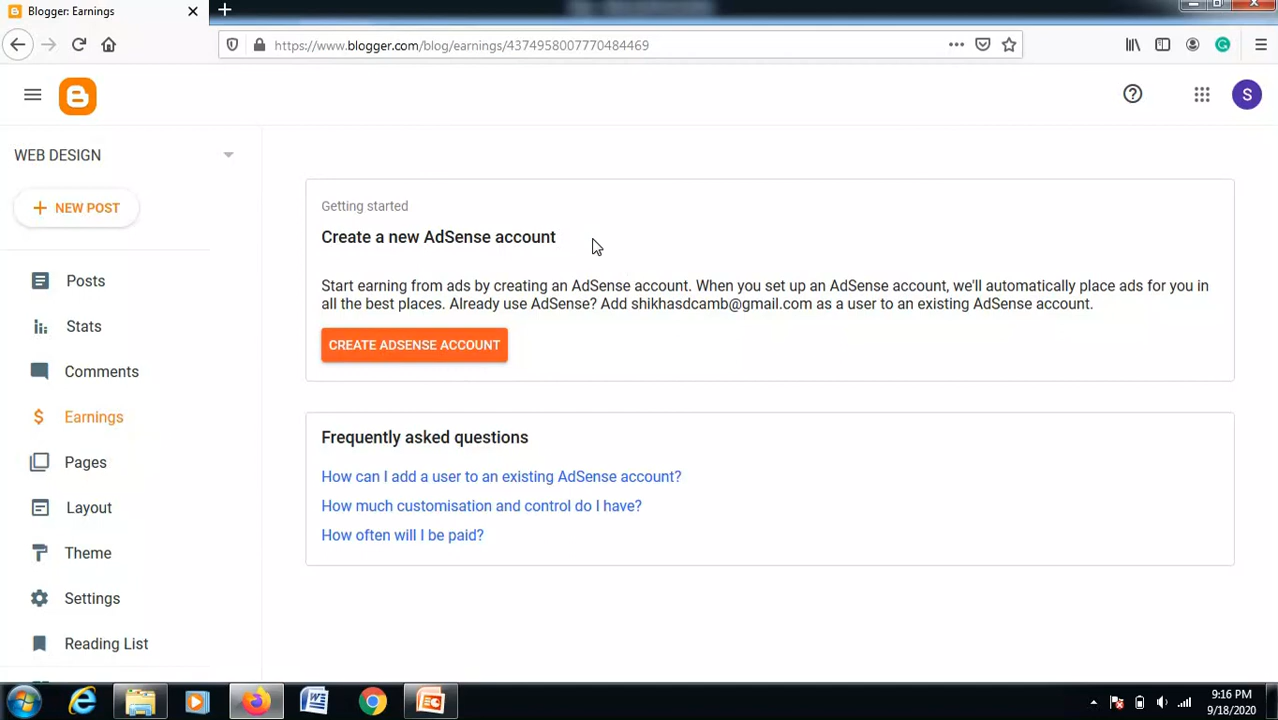 Blogger: Earnings
https://www.blogger.com/blog/earnings/4374958007770484469
S
WEB DESIGN
NEW POST
Posts
Stats
Comments
Earnings
Pages
Layout
Theme
Settings
Reading List
Getting started
Create a new AdSense account
Start earning from ads by creating an AdSense account. When you set up an AdSense account, we'll automatically place ads for you in
all the best places. Already use AdSense? Add shikhasdcamb@gmail.com as a user to an existing AdSense account.
CREATE ADSENSE ACCOUNT
Frequently asked questions
How can I add a user to an existing AdSense account?
How much customisation and control do I have?
How often will I be paid?
9:16 PM
9/18/2020